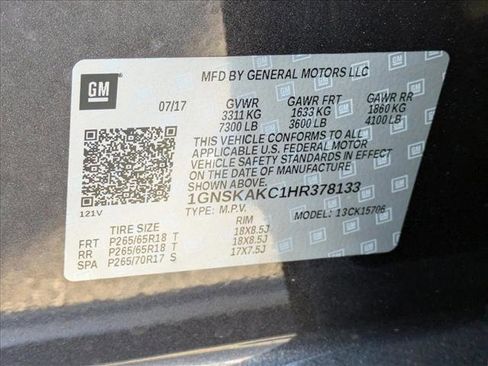 GM
MFD BY GENERAL MOTORS LLC
07/17 GVWR GAWR FRT GAWR RR
3311 KG 1633 KG 1860 KG
7300 LB 3600 LB 4100 LB
THIS VEHICLE CONFORMS TO ALL
APPLICABLE U.S. FEDERAL MOTOR
VEHICLE SAFETY STANDARDS IN EFFECT
ON THE DATE OF MANUFACTURE
1GNSKAKC1HR378133
121V TYPE: M.P.V. MODEL: 13CK15706
TIRE SIZE RIM
FRT P265/65R18 T 18X8.5J
RR P265/65R18 T 18X8.5J
SPA P265/70R17 S 17X7.5J